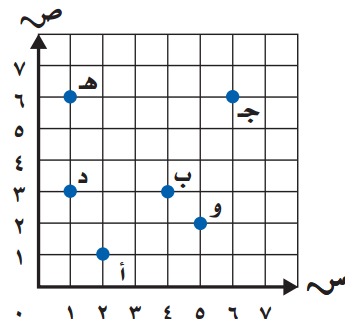 ص
٧
هـ
٦
جـ
٥
٤
د
ب
٣
و
٢
١
أ
س
٠ ١ ٢ ٣ ٤ ٥ ٦ ٧